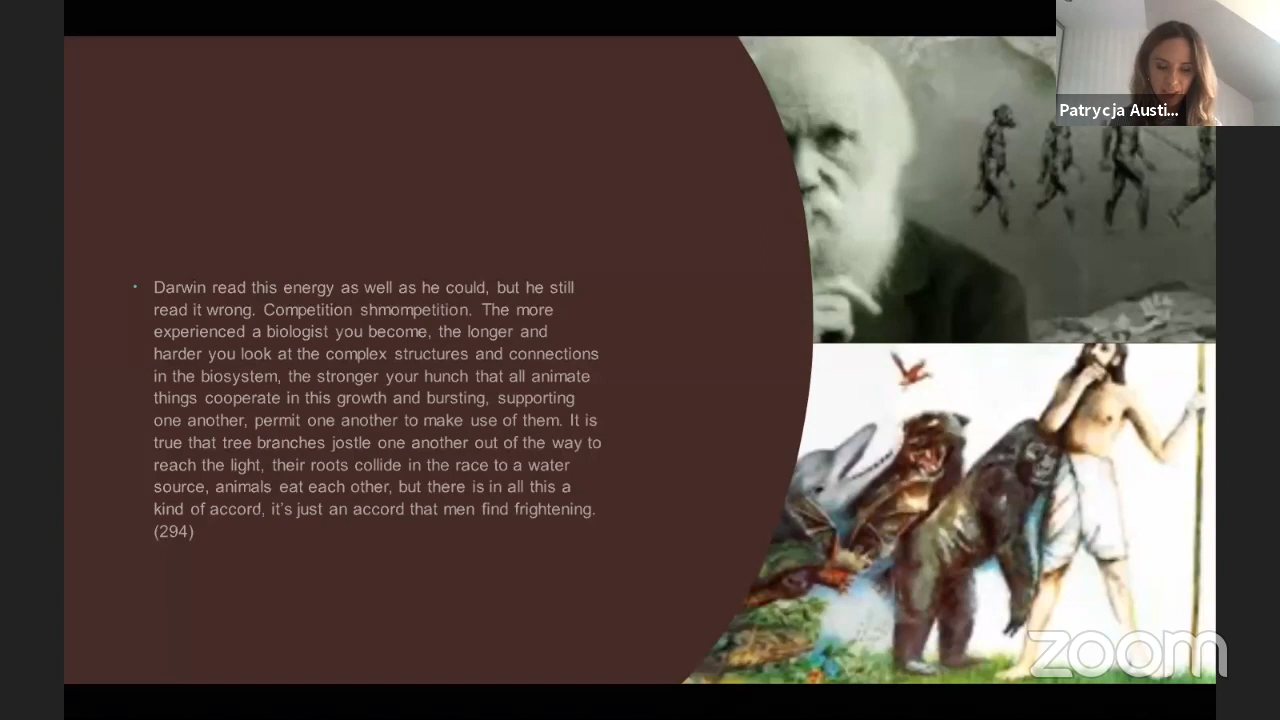 Patrycja Austi...
Darwin read this energy as well as he could, but he still
read it wrong. Competition shmompetition. The more
experienced a biologist you become, the longer and
harder you look at the complex structures and connections
in the biosystem, the stronger your hunch that all animate
things cooperate in this growth and bursting, supporting
one another, permit one another to make use of them. It is
true that tree branches jostle one another out of the way to
reach the light, their roots collide in the race to a water
source, animals eat each other, but there is in all this a
kind of accord, it’s just an accord that men find frightening.
(294)
zoom